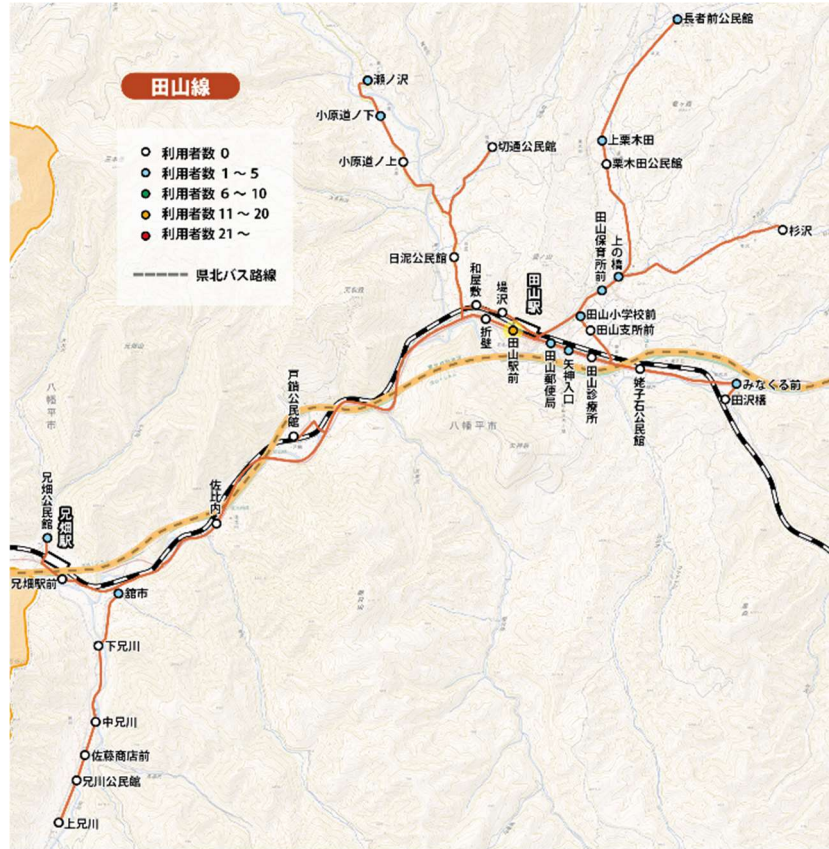 田山線
利用者数 0
利用者数 1～5
利用者数 6～10
利用者数 11～20
利用者数 21～
県北バス路線
長者前公民館
瀬ノ沢
小原道ノ下
小原道ノ上
切通公民館
上栗木田
栗木田公民館
杉沢
日泥公民館
田山保育所前
上の橋
和屋敷
堤沢
田山駅
折壁
田山駅前
田山小学校前
田山支所前
田山郵便局
矢神入口
田山診療所
姥子石公民館
みなくる前
田沢橋
戸鎖公民館
八幡平市
八幡平市
佐比内
兄畑公民館
兄畑駅
兄畑駅前
舘市
下兄川
中兄川
佐藤商店前
兄川公民館
上兄川